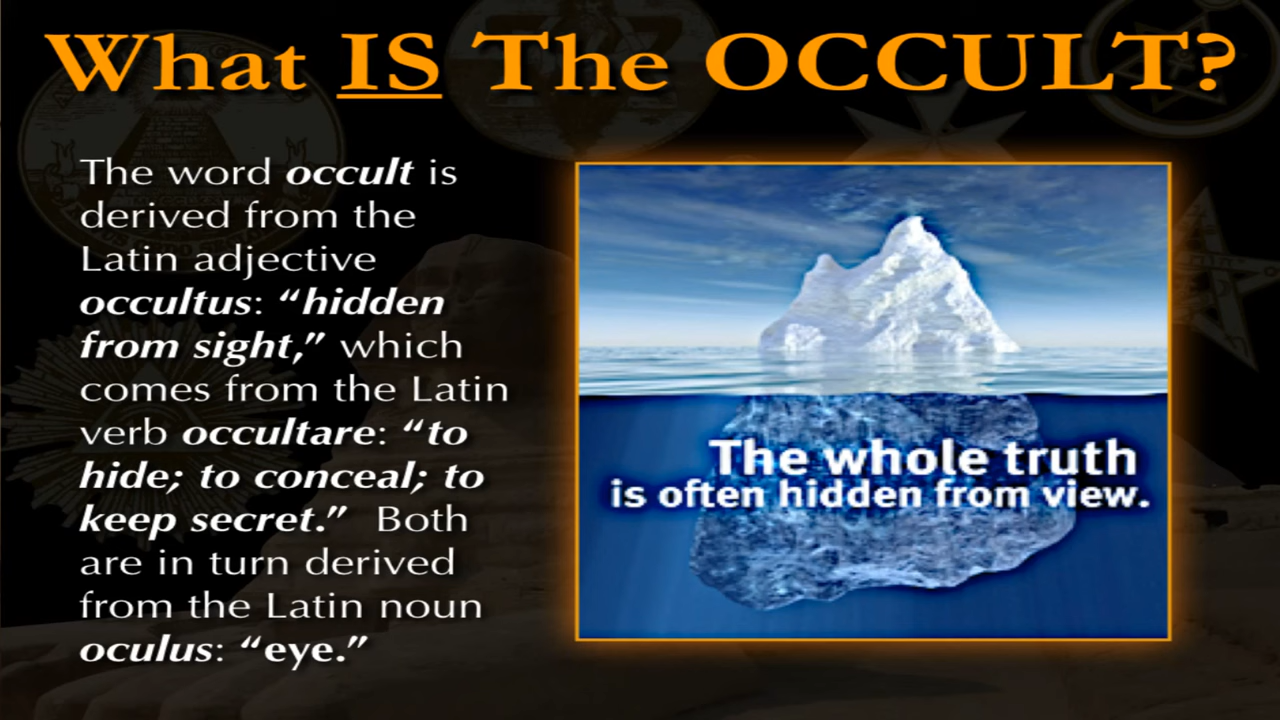 What IS The OCCULT?
The word occult is
derived from the
Latin adjective
occultus: “hidden
from sight,” which
comes from the Latin
verb occultare: “to
hide; to conceal; to
keep secret.” Both
are in turn derived
from the Latin noun
oculus: “eye.”
The whole truth
is often hidden from view.